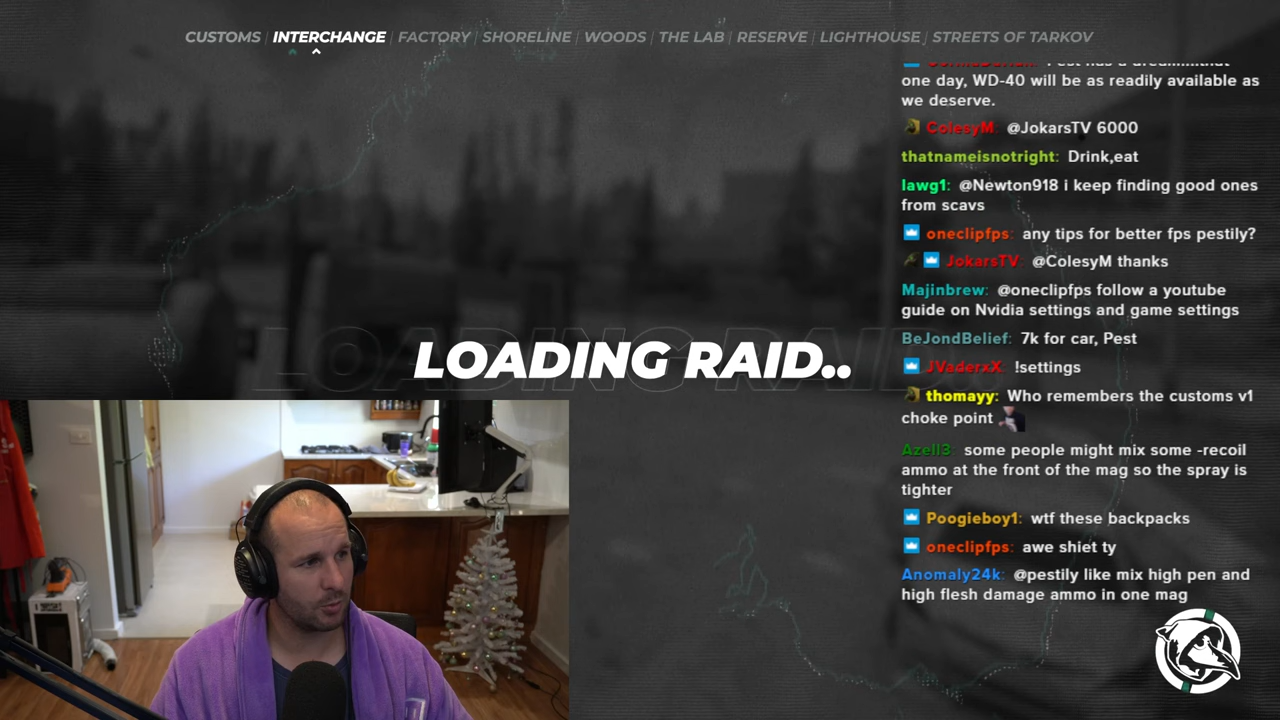 CUSTOMS | INTERCHANGE | FACTORY | SHORELINE | WOODS | THE LAB | RESERVE | LIGHTHOUSE | STREETS OF TARKOV
one day, WD-40 will be as readily available as
we deserve.
ColesyM: @JokarsTV 6000
thatnameisnotright: Drink,eat
lawg1: @Newton918 i keep finding good ones
from scavs
oneclipfps: any tips for better fps pestily?
JokarsTV: @ColesyM thanks
Majinbrew: @oneclipfps follow a youtube
guide on Nvidia settings and game settings
BeJondBelief: 7k for car, Pest
LOADING RAID..
JVaderxX: !settings
thomayy: Who remembers the customs v1
choke point
Azell3: some people might mix some -recoil
ammo at the front of the mag so the spray is
tighter
Poogieboy1: wtf these backpacks
oneclipfps: awe shiet ty
Anomaly24k: @pestily like mix high pen and
high flesh damage ammo in one mag